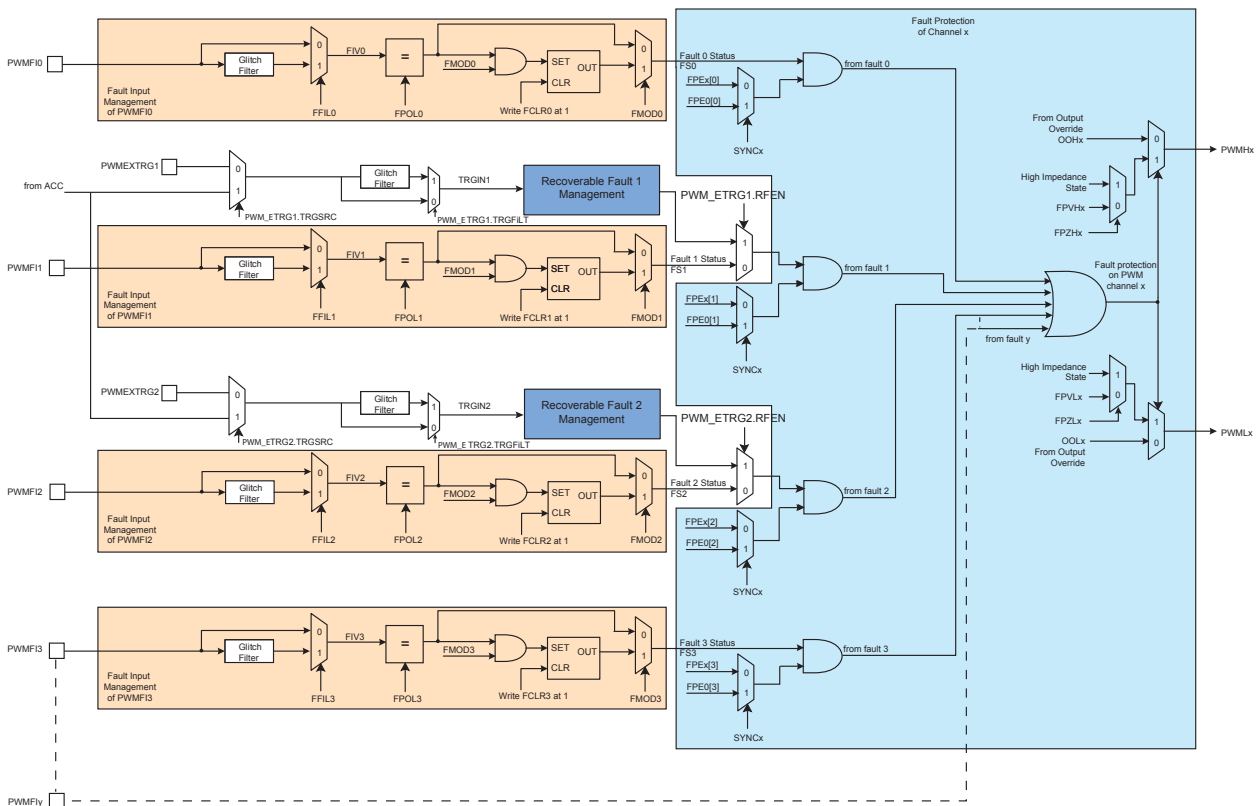 Fault Protection
of Channel x
PWMFI0
Glitch
Filter
0
1
FIV0
=
FMOD0
SET
OUT
CLR
0
1
Fault Input
Management
of PWMFI0
FFIL0
FPOL0
Write FCLR0 at 1
FMOD0
Fault 0 Status
FS0
FPEx[0]
FPE0[0]
0
1
SYNCx
from fault 0
From Output
Override
OOHx
0
1
PWMHx
High Impedance
State
FPVHx
FPZHx
1
0
PWMEXTRG1
from ACC
0
1
PWM_ETRG1.TRGSRC
Glitch
Filter
1
0
TRGIN1
PWM_ETRG1.TRGFILT
Recoverable Fault 1
Management
PWM_ETRG1.RFEN
1
0
PWMFI1
Glitch
Filter
0
1
FIV1
=
FMOD1
SET
OUT
CLR
0
1
Fault Input
Management
of PWMFI1
FFIL1
FPOL1
Write FCLR1 at 1
FMOD1
Fault 1 Status
FS1
FPEx[1]
FPE0[1]
0
1
SYNCx
from fault 1
Fault protection
on PWM
channel x
from fault y
PWMEXTRG2
0
1
PWM_ETRG2.TRGSRC
Glitch
Filter
1
0
TRGIN2
PWM_ETRG2.TRGFILT
Recoverable Fault 2
Management
PWM_ETRG2.RFEN
1
0
High Impedance
State
FPVLx
FPZLx
1
0
OOLx
From Output
Override
1
0
PWMLx
PWMFI2
Glitch
Filter
0
1
FIV2
=
FMOD2
SET
OUT
CLR
0
1
Fault Input
Management
of PWMFI2
FFIL2
FPOL2
Write FCLR2 at 1
FMOD2
Fault 2 Status
FS2
FPEx[2]
FPE0[2]
0
1
SYNCx
from fault 2
PWMFI3
Glitch
Filter
0
1
FIV3
=
FMOD3
SET
OUT
CLR
0
1
Fault Input
Management
of PWMFI3
FFIL3
FPOL3
Write FCLR3 at 1
FMOD3
Fault 3 Status
FS3
FPEx[3]
FPE0[3]
0
1
SYNCx
from fault 3
PWMFIy